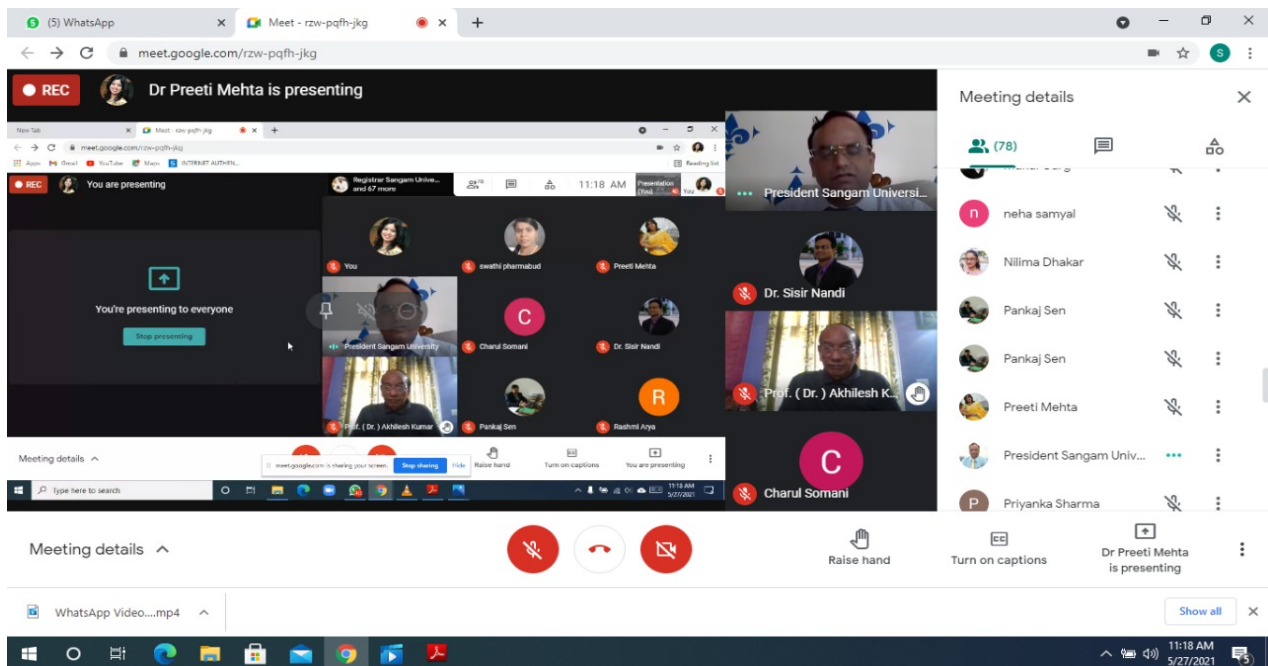 (5) WhatsApp
Meet - rzw-pqfh-jkg
meet.google.com/rzw-pqfh-jkg
S
REC
Dr Preeti Mehta is presenting
New Tab
Meet - rzw-pqfh-jkg
meet.google.com/rzw-pqfh-jkg
Apps
Gmail
YouTube
Maps
INTERNET AUTHEN...
Reading list
REC
You are presenting
Registrar Sangam Unive...
and 67 more
11:18 AM
Presentation
(You)
You
You're presenting to everyone
Stop presenting
You
swathi pharmabud
Preeti Mehta
President Sangam University
C
Charul Somani
Dr. Sisir Nandi
Prof. ( Dr. ) Akhilesh Kumar
Pankaj Sen
R
Rashmi Arya
Meeting details
meet.google.com is sharing your screen.
Stop sharing
Hide
Raise hand
Turn on captions
You are presenting
Type here to search
11:18 AM
5/27/2021
President Sangam Universi...
Dr. Sisir Nandi
Prof. ( Dr. ) Akhilesh K...
C
Charul Somani
Meeting details
(78)
n
neha samyal
Nilima Dhakar
Pankaj Sen
Pankaj Sen
Preeti Mehta
President Sangam Univ...
P
Priyanka Sharma
Meeting details
Raise hand
Turn on captions
Dr Preeti Mehta
is presenting
WhatsApp Video....mp4
Show all
11:18 AM
5/27/2021